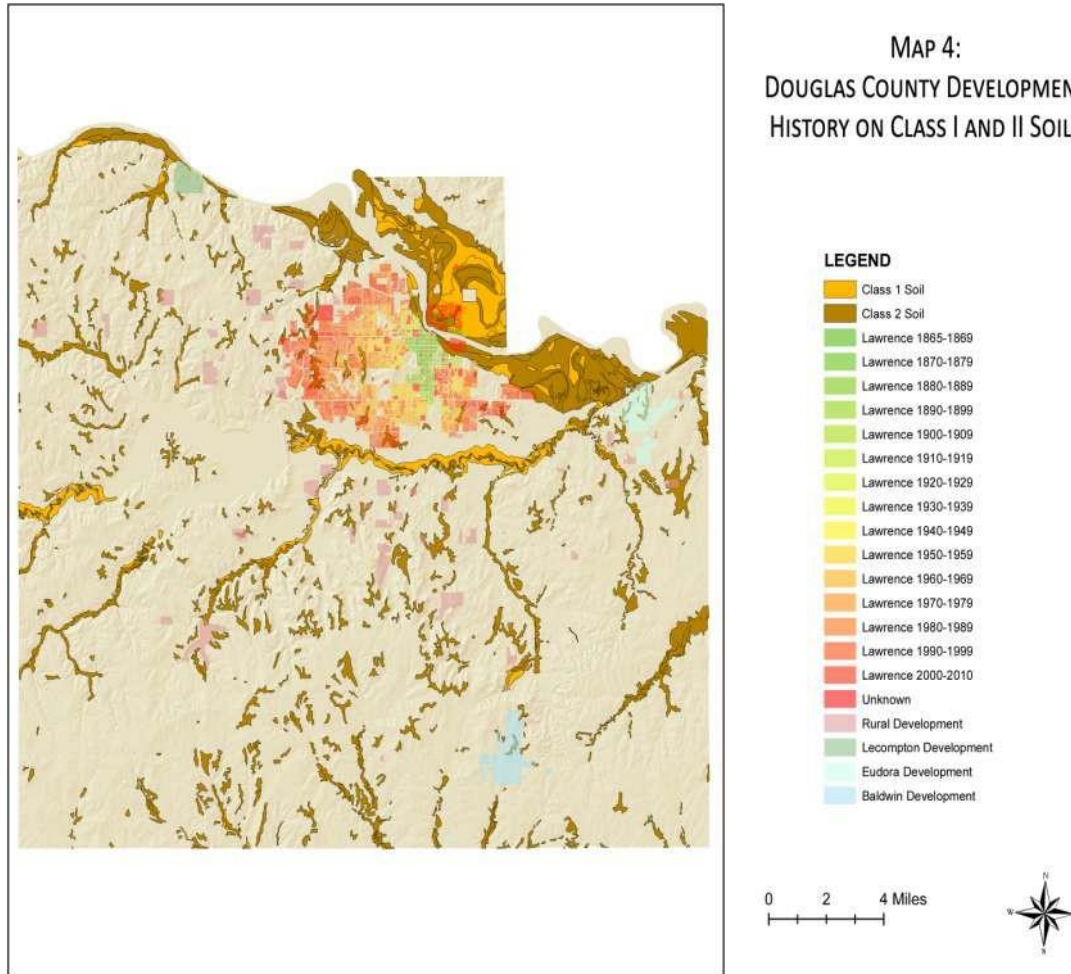 MAP 4:
DOUGLAS COUNTY DEVELOPMEN
HISTORY ON CLASS I AND II SOIL
LEGEND
Class 1 Soil
Class 2 Soil
Lawrence 1865-1869
Lawrence 1870-1879
Lawrence 1880-1889
Lawrence 1890-1899
Lawrence 1900-1909
Lawrence 1910-1919
Lawrence 1920-1929
Lawrence 1930-1939
Lawrence 1940-1949
Lawrence 1950-1959
Lawrence 1960-1969
Lawrence 1970-1979
Lawrence 1980-1989
Lawrence 1990-1999
Lawrence 2000-2010
Unknown
Rural Development
Lecompton Development
Eudora Development
Baldwin Development
0 2 4 Miles
N
W